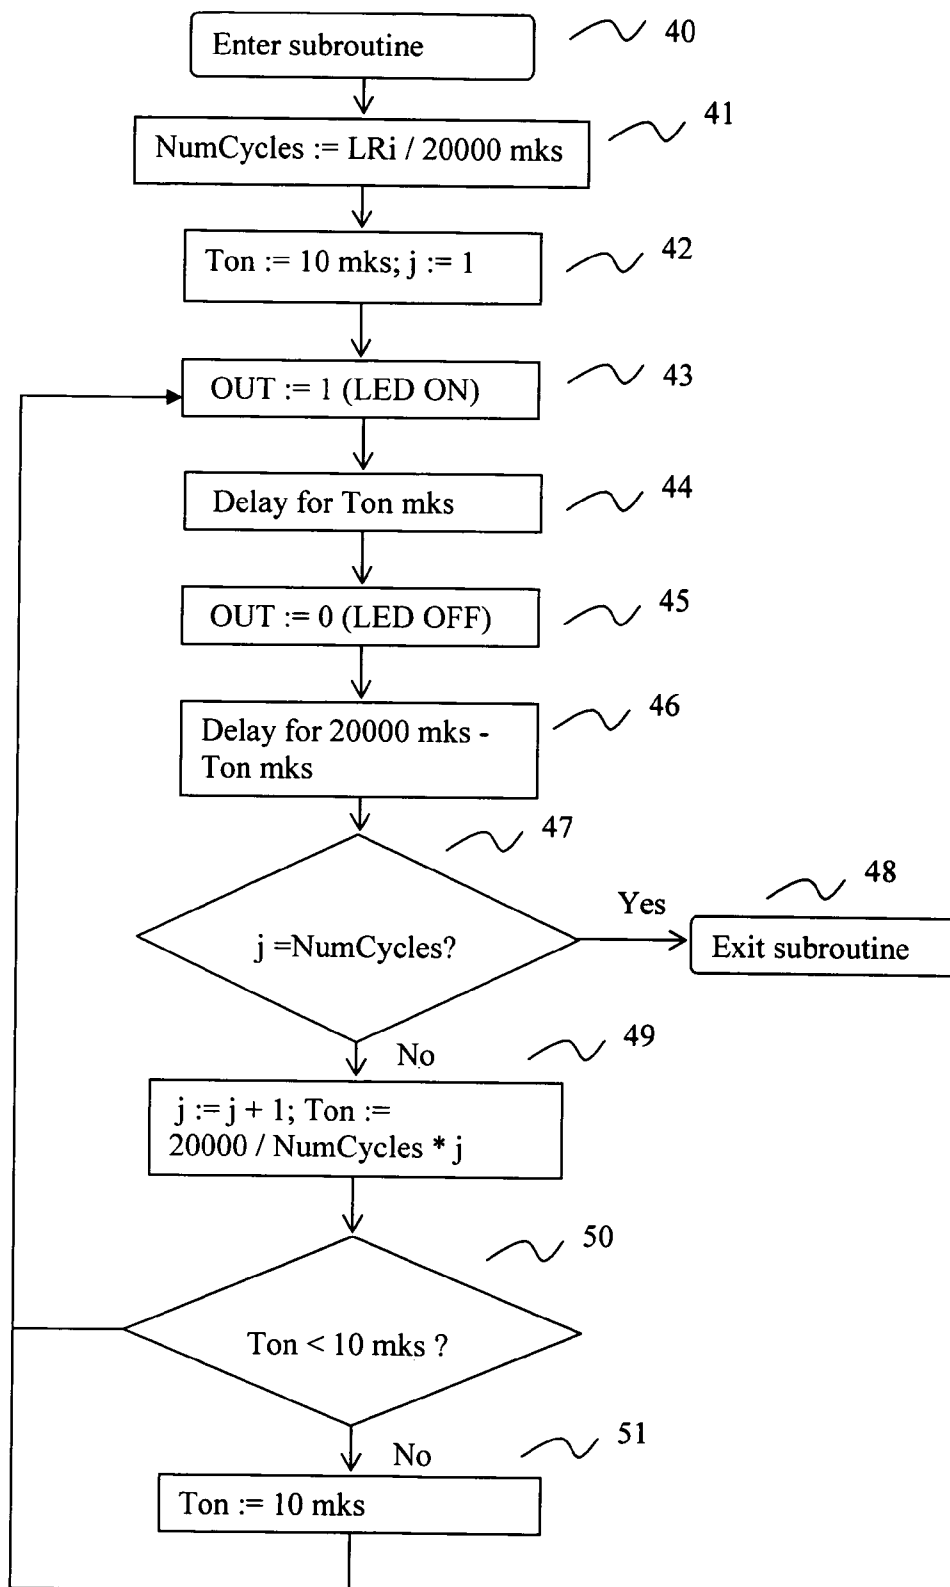 Enter subroutine
40
NumCycles := LRi / 20000 mks
41
Ton := 10 mks; j := 1
42
OUT := 1 (LED ON)
43
Delay for Ton mks
44
OUT := 0 (LED OFF)
45
Delay for 20000 mks -
Ton mks
46
j =NumCycles?
47
Yes
Exit subroutine
48
No
j := j + 1; Ton :=
20000 / NumCycles * j
49
Ton < 10 mks ?
50
No
Ton := 10 mks
51